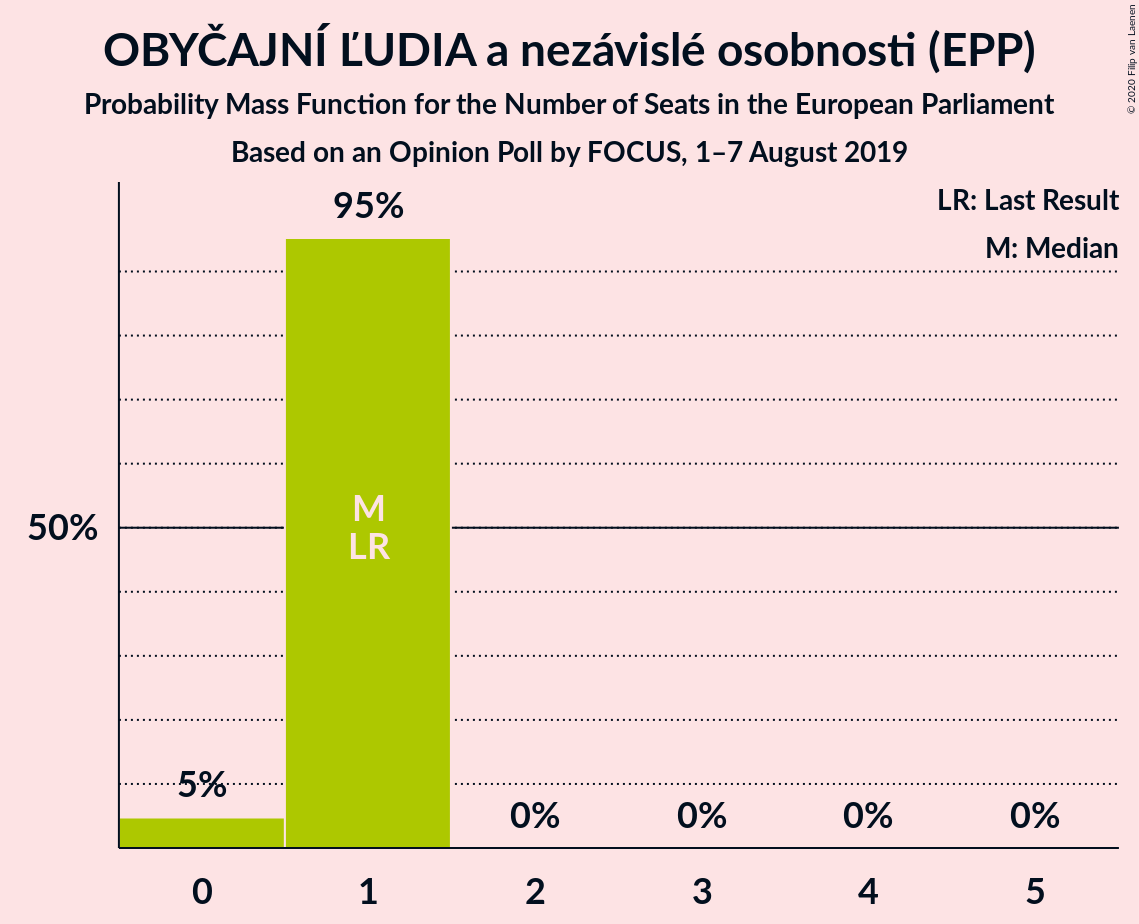 OBYČAJNÍ ĽUDIA a nezávislé osobnosti (EPP)
Probability Mass Function for the Number of Seats in the European Parliament
Based on an Opinion Poll by FOCUS, 1–7 August 2019
© 2020 Filip van Laenen
LR: Last Result
M: Median
95%
M
LR
50%
5%
0%
0%
0%
0%
0
1
2
3
4
5